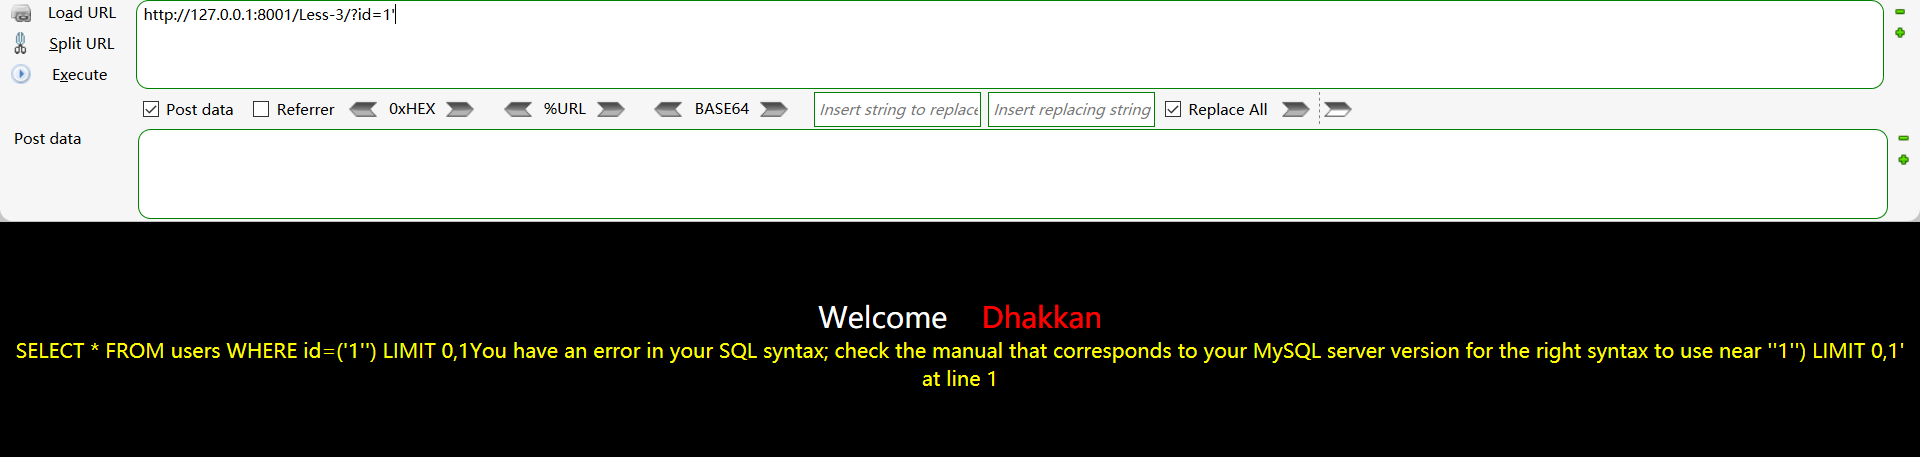 Load URL
http://127.0.0.1:8001/Less-3/?id=1'
Split URL
Execute
Post data Referrer 0xHEX %URL BASE64 Insert string to replace Insert replacing string Replace All
Post data
Welcome Dhakkan
SELECT * FROM users WHERE id=('1'') LIMIT 0,1You have an error in your SQL syntax; check the manual that corresponds to your MySQL server version for the right syntax to use near ''1'') LIMIT 0,1'
at line 1